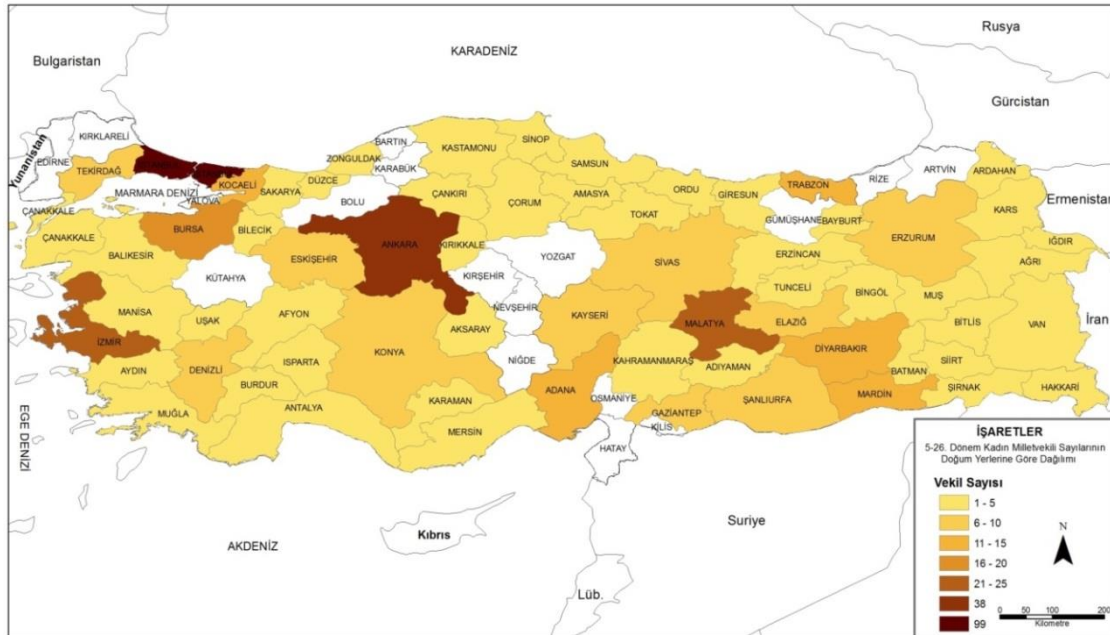 Rusya
KARADENİZ
Bulgaristan
Gürcistan
KIRKLARELİ
BARTIN
SİNOP
KASTAMONU
ZONGULDAK
EDİRNE
Yunanistan
TEKİRDAĞ
KARABÜK
SAMSUN
ARTVİN
ARDAHAN
KOCAELİ
DÜZCE
TRABZON
RİZE
SAKARYA
ORDU
GİRESUN
MARMARA DENİZİ
YALOVA
BOLU
ÇANKIRI
AMASYA
ÇORUM
KARS
Ermenistan
ÇANAKKALE
TOKAT
GÜMÜŞHANE
BAYBURT
BURSA
BİLECİK
ÇANAKKALE
ANKARA
KIRIKKALE
ERZURUM
IĞDIR
BALIKESİR
ESKİŞEHİR
YOZGAT
SİVAS
ERZİNCAN
AĞRI
KÜTAHYA
KIRŞEHİR
TUNCELİ
BİNGÖL
MUŞ
MANİSA
UŞAK
AFYON
NEVŞEHİR
KAYSERİ
MALATYA
ELAZIĞ
BİTLİS
VAN
İran
AKSARAY
İZMİR
KONYA
DİYARBAKIR
ISPARTA
NİĞDE
KAHRAMANMARAŞ
ADIYAMAN
SİİRT
AYDIN
DENİZLİ
BATMAN
BURDUR
ADANA
MARDİN
ŞIRNAK
HAKKARİ
KARAMAN
OSMANİYE
ŞANLIURFA
MUĞLA
ANTALYA
GAZİANTEP
MERSİN
KİLİS
EGE DENİZİ
HATAY
İŞARETLER
5-26. Dönem Kadın Milletvekili Sayılarının
Doğum Yerlerine Göre Dağılımı
Vekil Sayısı
1 - 5
6 - 10
11 - 15
16 - 20
21 - 25
38
99
N
0 50 100 200
Kilometre
Suriye
Kıbrıs
AKDENİZ
Lüb.